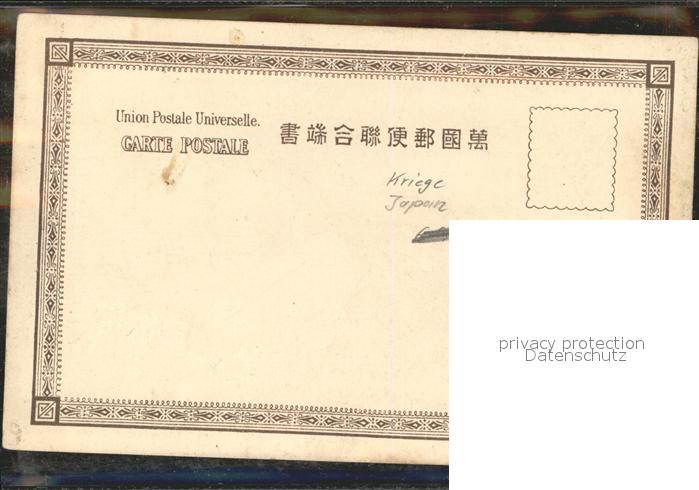 Union Postale Universelle.
CARTE POSTALE
書端合聯便郵國萬
Kriege
Japan
privacy protection
Datenschutz